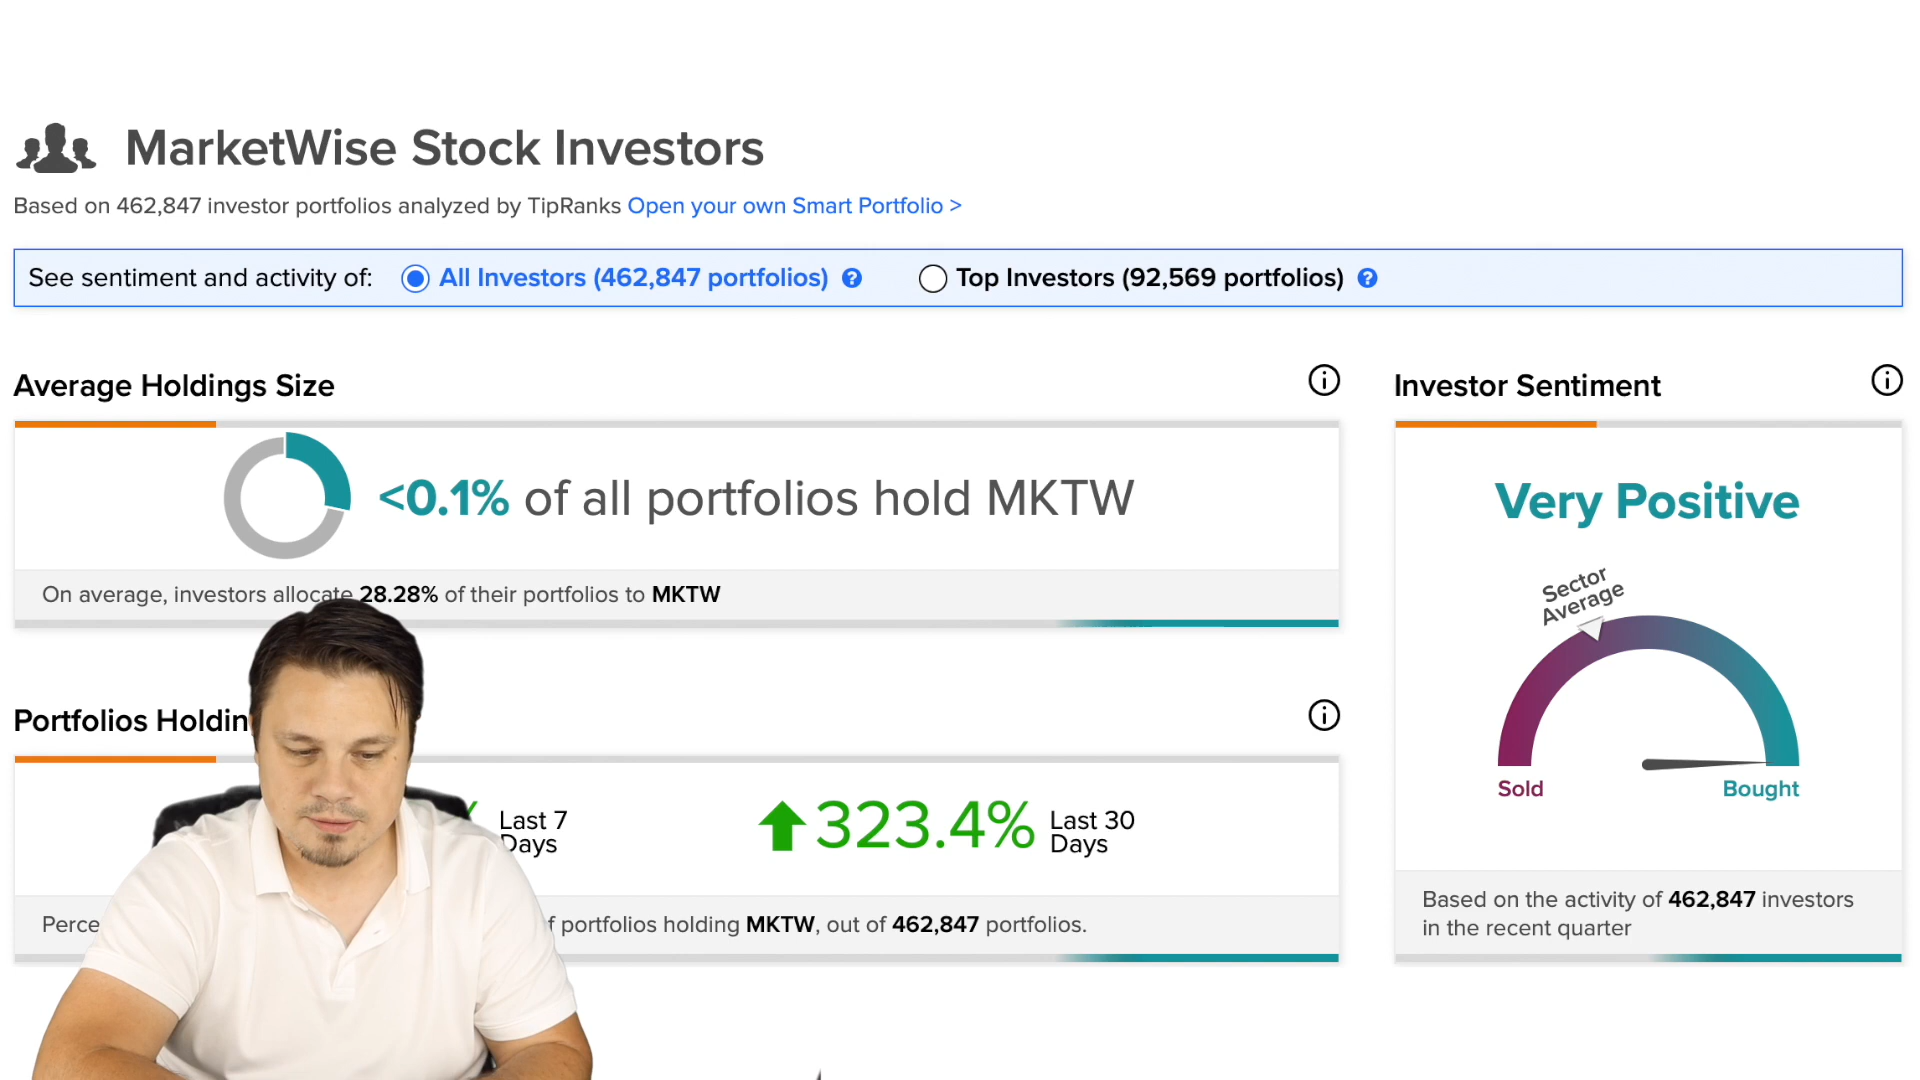 MarketWise Stock Investors
Based on 462,847 investor portfolios analyzed by TipRanks Open your own Smart Portfolio >
See sentiment and activity of: All Investors (462,847 portfolios) ? Top Investors (92,569 portfolios) ?
Average Holdings Size
<0.1% of all portfolios hold MKTW
On average, investors allocate 28.28% of their portfolios to MKTW
Investor Sentiment
Very Positive
Sector
Average
Sold
Bought
Based on the activity of 462,847 investors
in the recent quarter
Portfolios
Last 7
Days
323.4%
Last 30
Days
of portfolios holding MKTW, out of 462,847 portfolios.